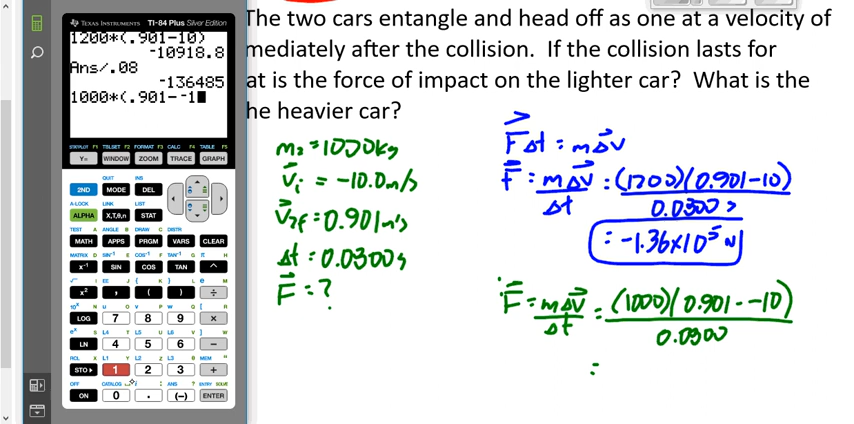 The two cars entangle and head off as one at a velocity of
mediately after the collision. If the collision lasts for
at is the force of impact on the lighter car? What is the
he heavier car?
TEXAS INSTRUMENTS TI-84 Plus Silver Edition
1200*(.901-10)
-10918.8
Ans/.08
-136485
1000*(.901--1
STAT PLOT F1 TBLSET F2 FORMAT F3 CALC F4 TABLE F5
Y= WINDOW ZOOM TRACE GRAPH
QUIT INS
2ND MODE DEL
A-LOCK LINK LIST
ALPHA X,T,θ,n STAT
TEST A ANGLE B DRAW C DISTR
MATH APPS PRGM VARS CLEAR
MATRIX D SIN⁻¹ E COS⁻¹ F TAN⁻¹ G π H
x⁻¹ SIN COS TAN ^
√ I EE J { K } L e M
x² , ( ) ÷
10ˣ N u O v P w Q [ R
LOG 7 8 9 ×
eˣ S L4 T L5 U L6 V ] W
LN 4 5 6 −
RCL X L1 Y L2 Z L3 θ MEM "
STO▸ 1 2 3 +
OFF CATALOG i : ANS ? ENTRY SOLVE
ON 0 . (−) ENTER
m₂=1000kg
v⃗ᵢ = -10.0m/s
v⃗₂f=0.901m/s
Δt=0.0300s
F⃗=?
F⃗Δt=mΔv⃗
F⃗=mΔv⃗/Δt=(1200)(0.901-10)/0.0300 s
=-1.36×10⁵N
F⃗=mΔv⃗/Δt=(1000)(0.901--10)/0.0300
=